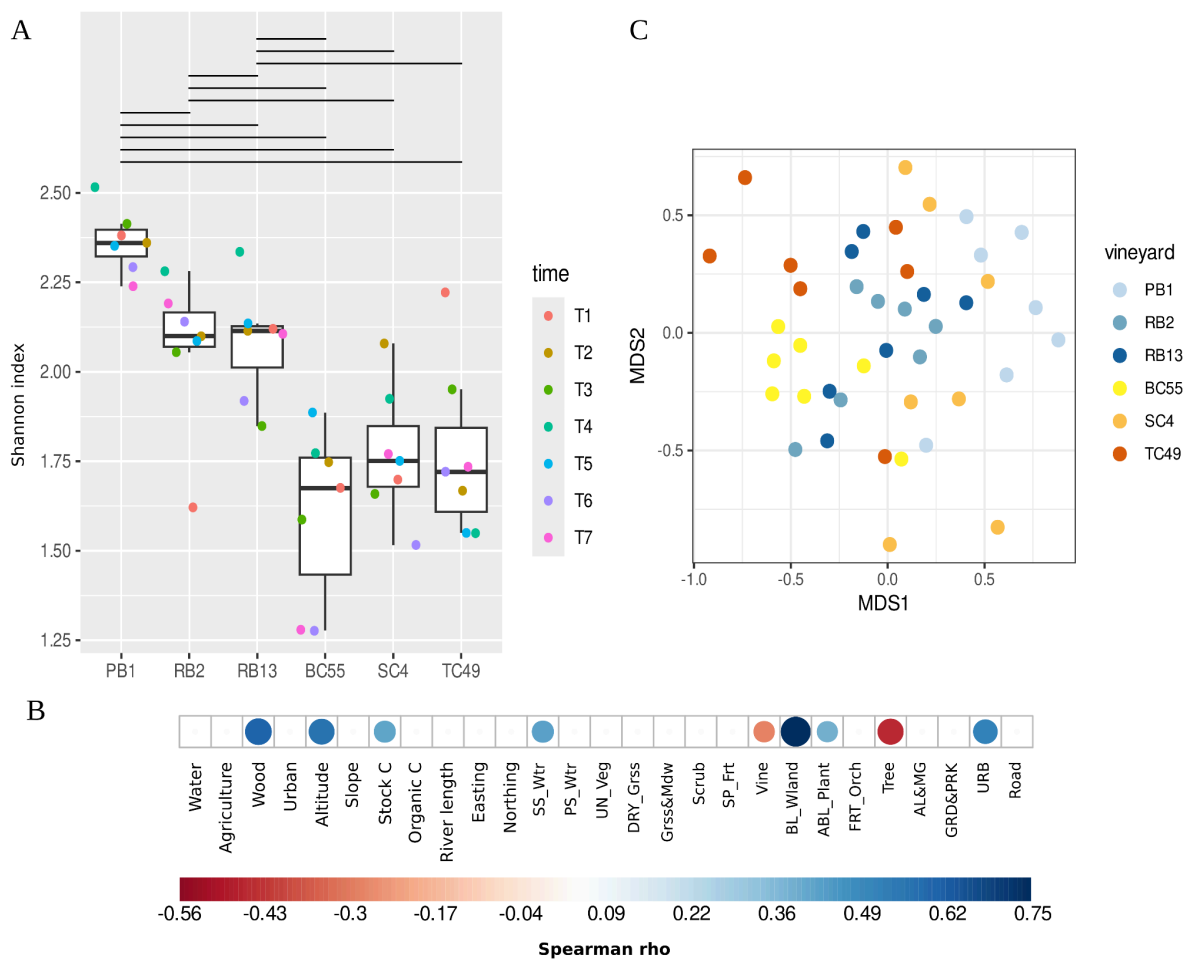 A
Shannon index
2.50
2.25
2.00
1.75
1.50
1.25
PB1 RB2 RB13 BC55 SC4 TC49
time
T1
T2
T3
T4
T5
T6
T7
C
MDS2
0.5
0.0
-0.5
-1.0 -0.5 0.0 0.5
MDS1
vineyard
PB1
RB2
RB13
BC55
SC4
TC49
B
Water
Agriculture
Wood
Urban
Altitude
Slope
Stock C
Organic C
River length
Easting
Northing
SS_Wtr
PS_Wtr
UN_Veg
DRY_Grss
Grss&Mdw
Scrub
SP_Frt
Vine
BL_Wland
ABL_Plant
FRT_Orch
Tree
AL&MG
GRD&PRK
URB
Road
-0.56 -0.43 -0.3 -0.17 -0.04 0.09 0.22 0.36 0.49 0.62 0.75
Spearman rho